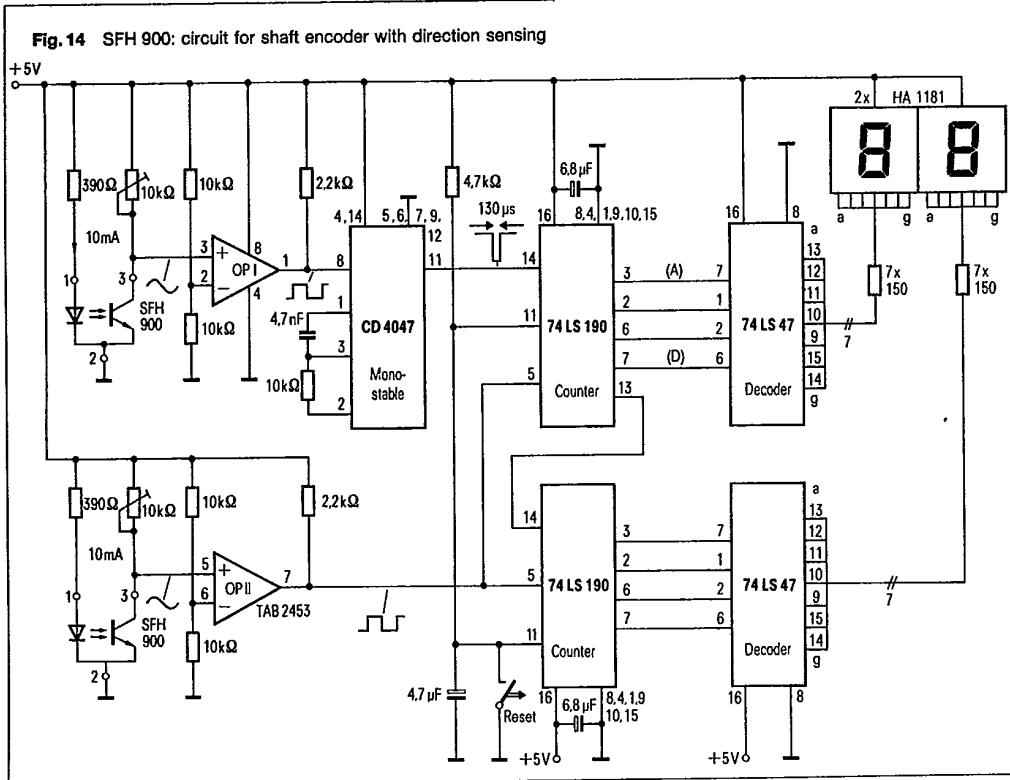 Fig. 14 SFH 900: circuit for shaft encoder with direction sensing
+5V
2x HA 1181
a g a g
390Ω
10kΩ
10kΩ
2,2kΩ
4,7kΩ
6,8µF
10mA
4,14
5,6, 7,9,
12
130µs
16
8,4, 1,9,10,15
16
8
7x
150
7x
150
1
3
SFH
900
2
3
2
+
−
OP I
8
4
1
10kΩ
4,7nF
10kΩ
8
1
3
2
11
CD 4047
Mono-
stable
14
11
5
74 LS 190
Counter
3
2
6
7
13
(A)
(D)
7
1
2
6
74 LS 47
Decoder
a
13
12
11
10
9
15
14
g
7
390Ω
10kΩ
10kΩ
2,2kΩ
10mA
1
3
SFH
900
2
5
6
+
−
OP II
7
TAB 2453
10kΩ
14
5
11
74 LS 190
Counter
3
2
6
7
7
1
2
6
74 LS 47
Decoder
a
13
12
11
10
9
15
14
g
7
4,7µF
Reset
16
6,8µF
8,4,1,9
10,15
+5V
16
8
+5V